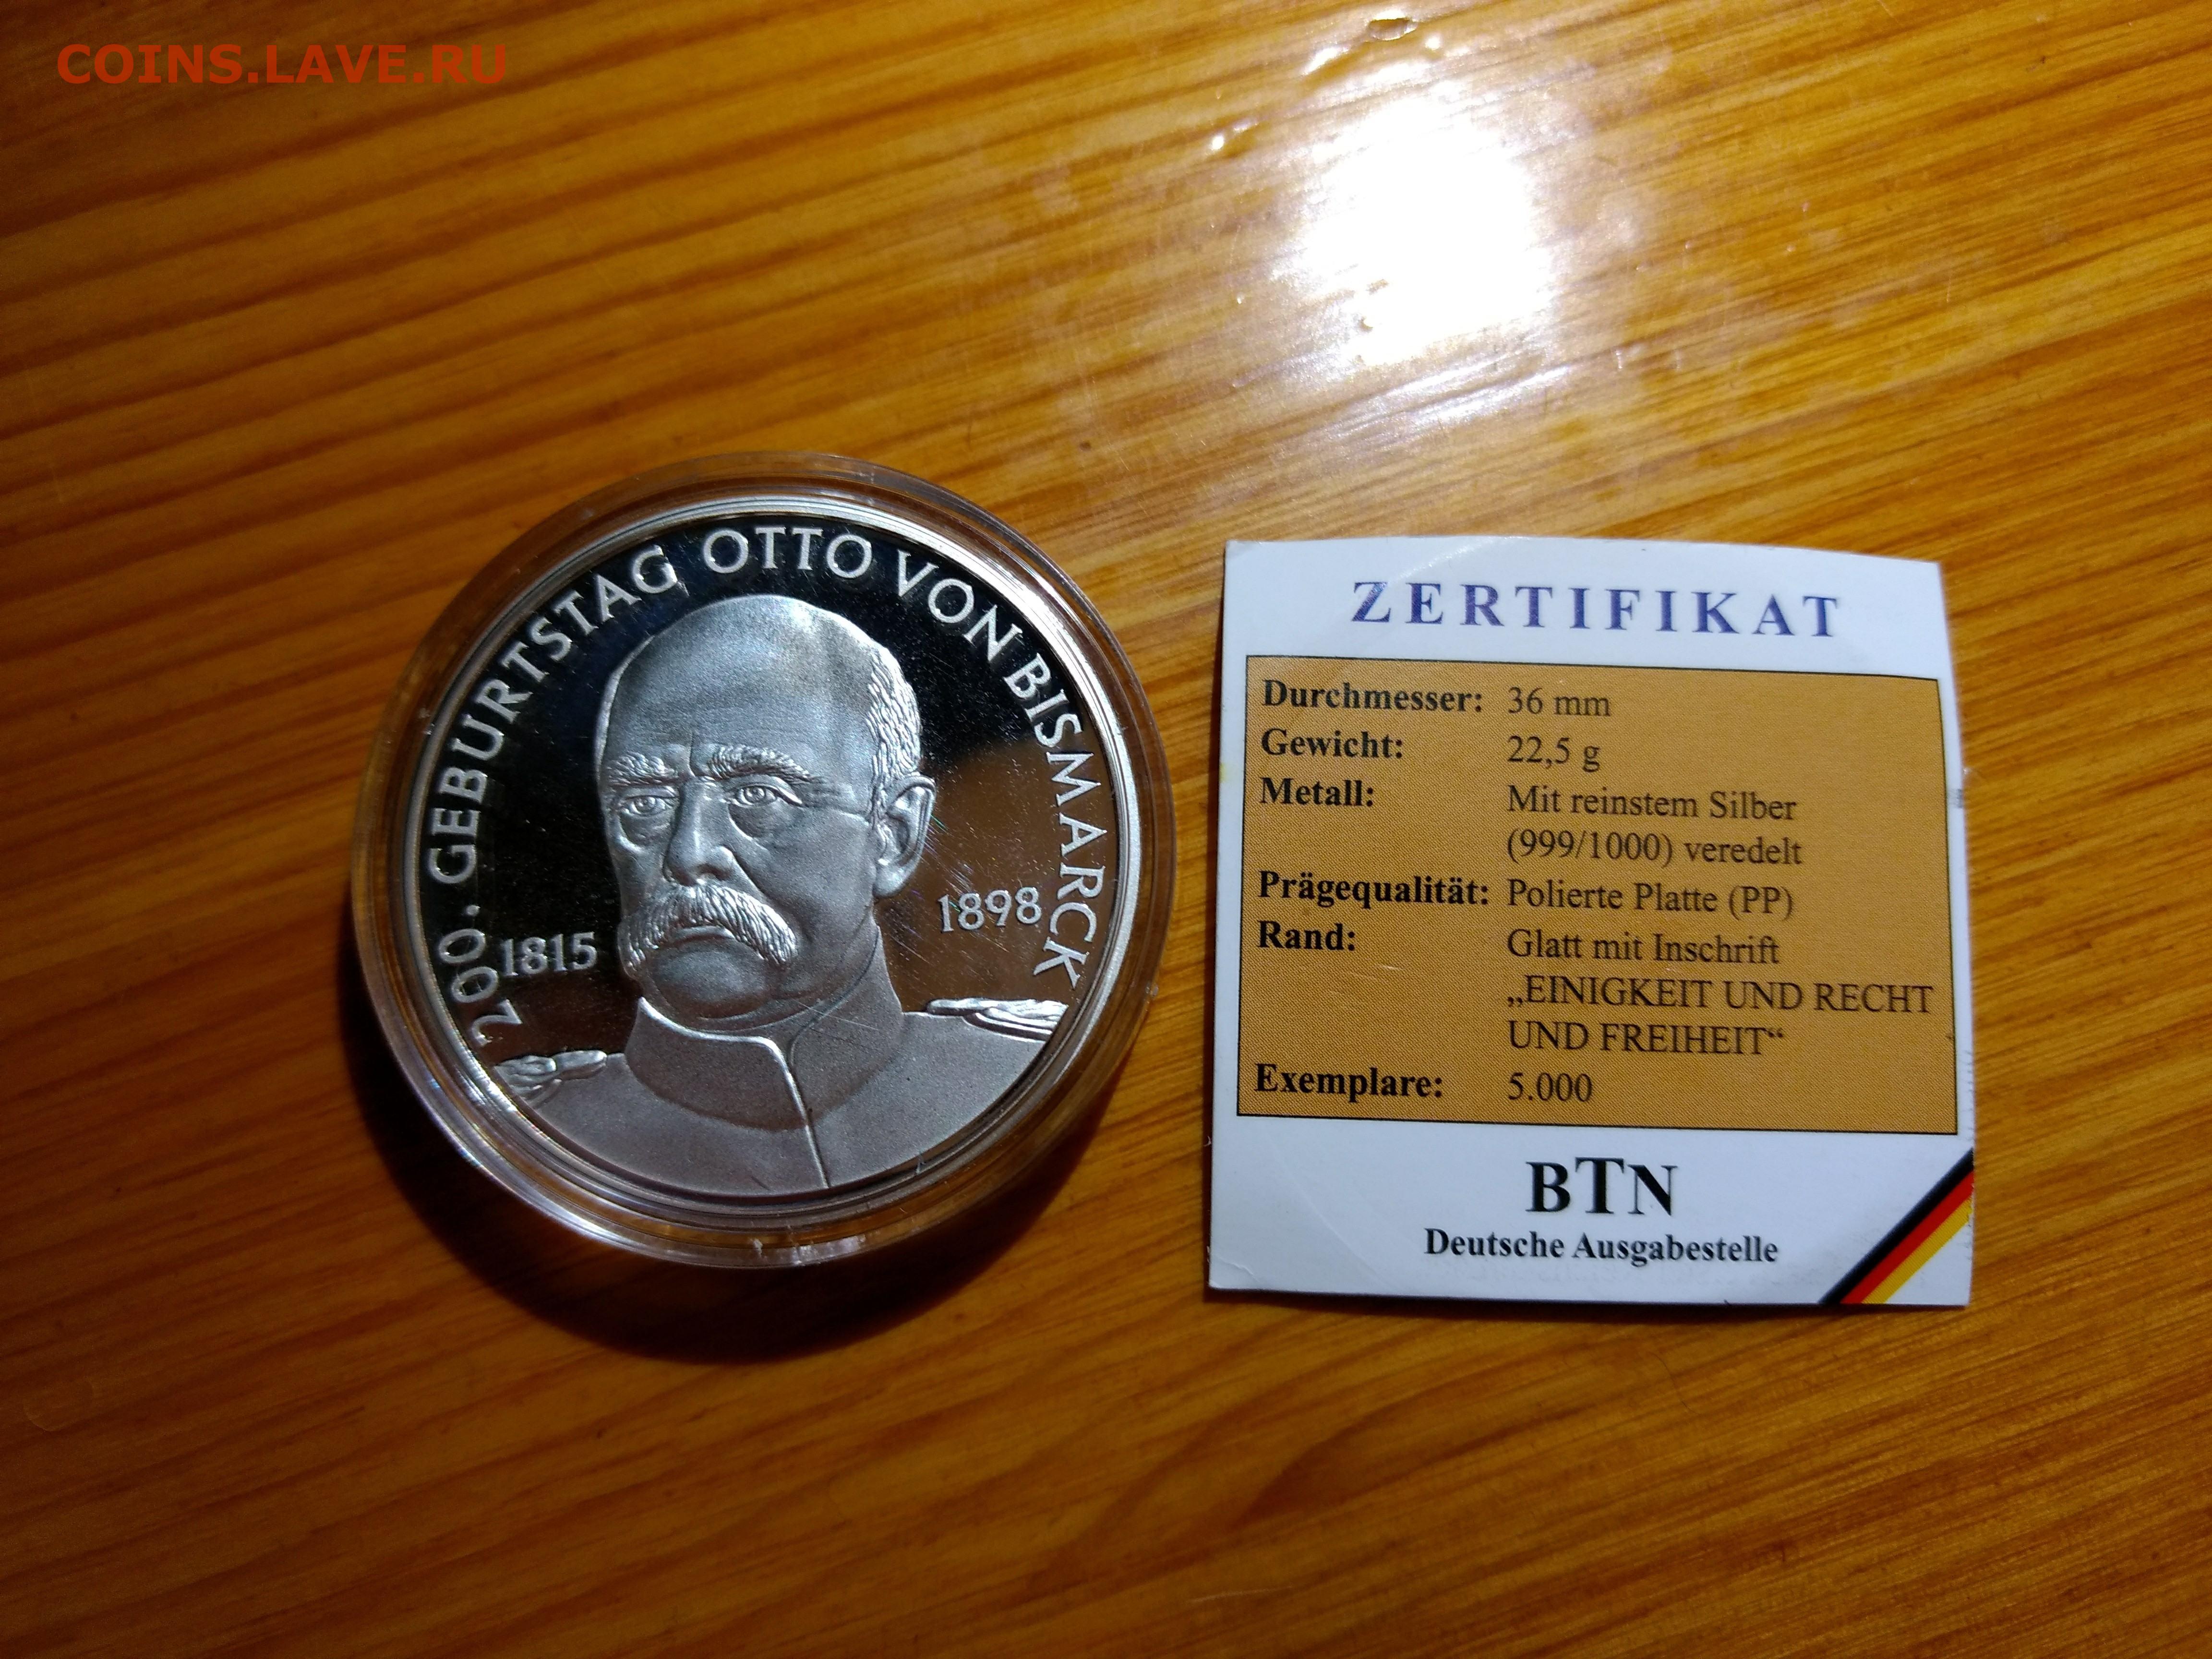 COINS.LAVE.RU
200. GEBURTSTAG OTTO VON BISMARCK
1815
1898
ZERTIFIKAT
Durchmesser: 36 mm
Gewicht: 22,5 g
Metall: Mit reinstem Silber
(999/1000) veredelt
Prägequalität: Polierte Platte (PP)
Rand: Glatt mit Inschrift
„EINIGKEIT UND RECHT
UND FREIHEIT“
Exemplare: 5.000
BTN
Deutsche Ausgabestelle